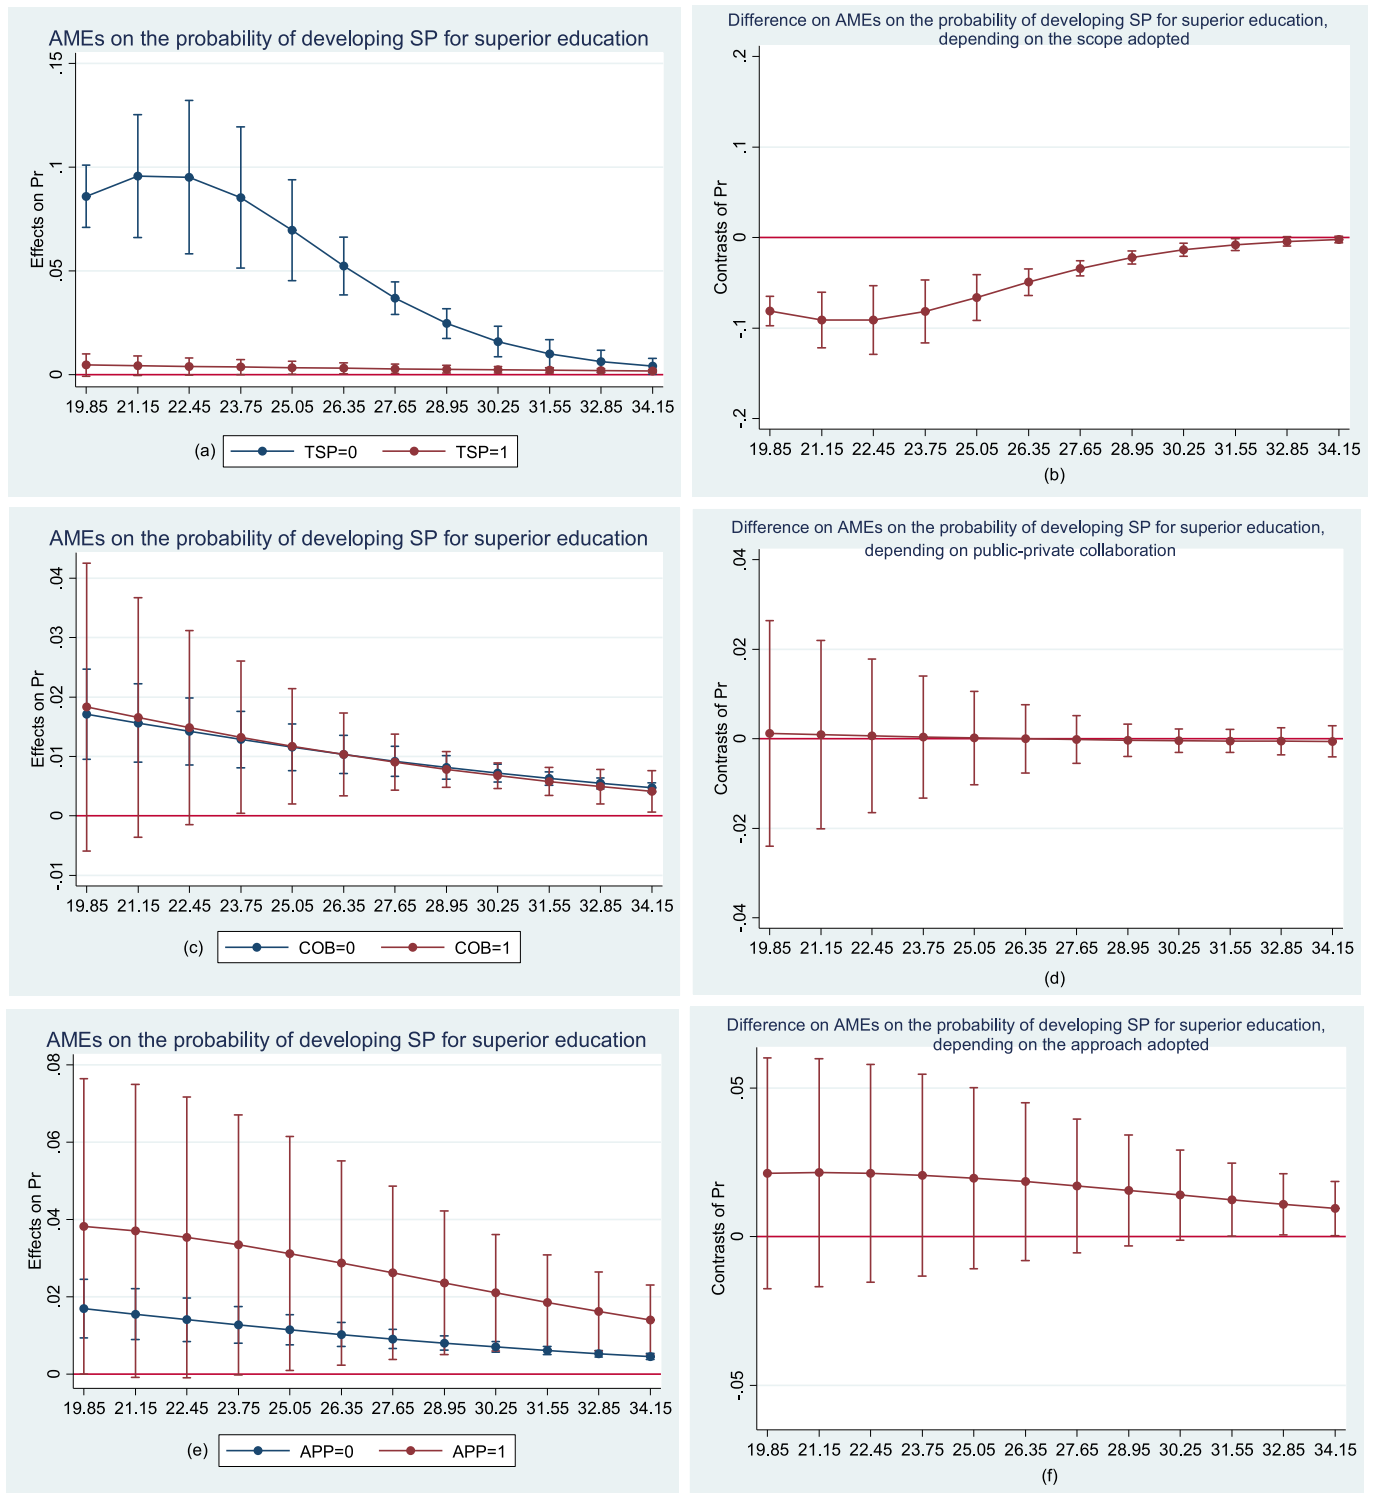 AMEs on the probability of developing SP for superior education
Effects on Pr
.15
.1
.05
0
19.85 21.15 22.45 23.75 25.05 26.35 27.65 28.95 30.25 31.55 32.85 34.15
(a) TSP=0 TSP=1
Difference on AMEs on the probability of developing SP for superior education,
depending on the scope adopted
Contrasts of Pr
.2
.1
0
-.1
-.2
19.85 21.15 22.45 23.75 25.05 26.35 27.65 28.95 30.25 31.55 32.85 34.15
(b)
AMEs on the probability of developing SP for superior education
Effects on Pr
.04
.03
.02
.01
0
-.01
19.85 21.15 22.45 23.75 25.05 26.35 27.65 28.95 30.25 31.55 32.85 34.15
(c) COB=0 COB=1
Difference on AMEs on the probability of developing SP for superior education,
depending on public-private collaboration
Contrasts of Pr
.04
.02
0
-.02
-.04
19.85 21.15 22.45 23.75 25.05 26.35 27.65 28.95 30.25 31.55 32.85 34.15
(d)
AMEs on the probability of developing SP for superior education
Effects on Pr
.08
.06
.04
.02
0
19.85 21.15 22.45 23.75 25.05 26.35 27.65 28.95 30.25 31.55 32.85 34.15
(e) APP=0 APP=1
Difference on AMEs on the probability of developing SP for superior education,
depending on the approach adopted
Contrasts of Pr
.05
0
-.05
19.85 21.15 22.45 23.75 25.05 26.35 27.65 28.95 30.25 31.55 32.85 34.15
(f)